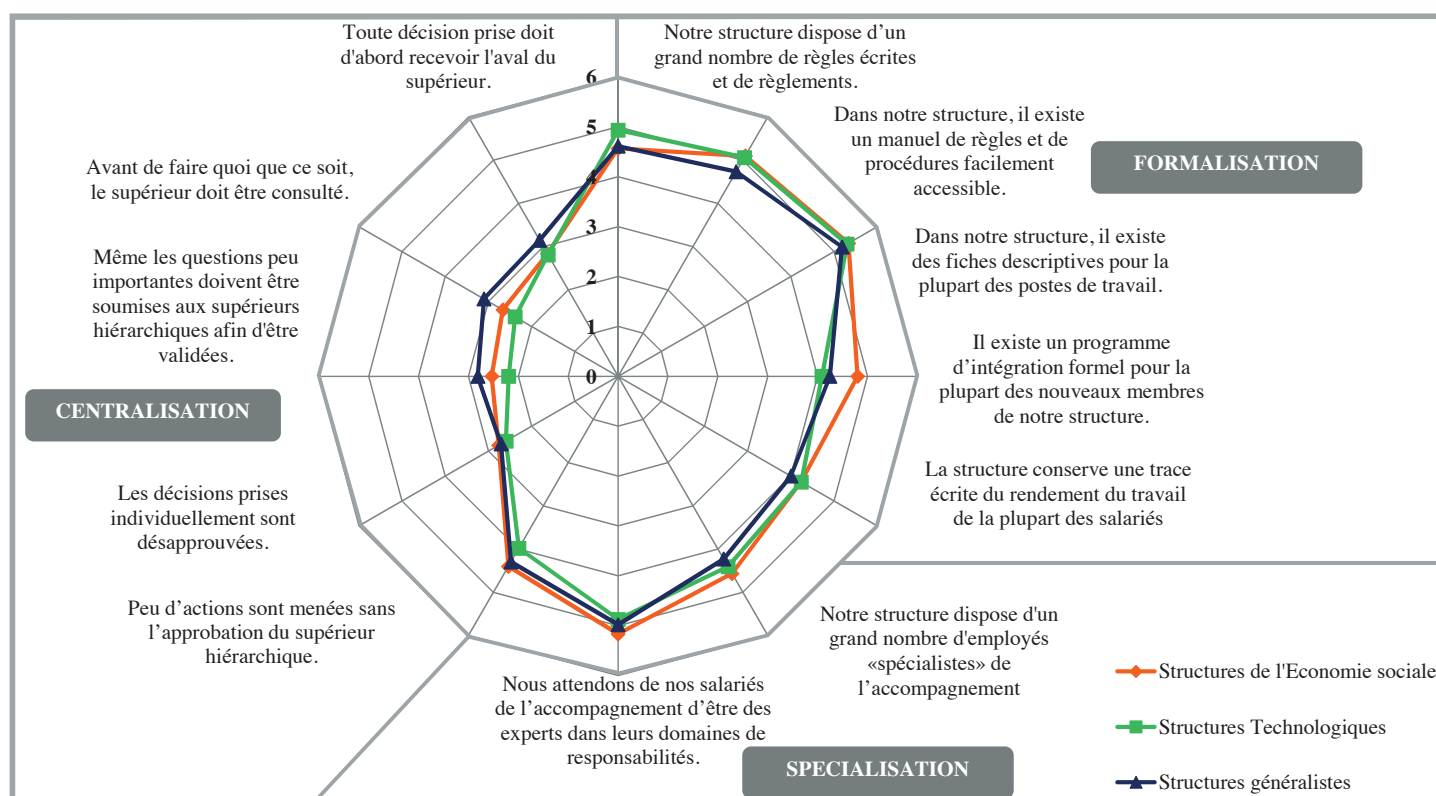 Toute décision prise doit
d'abord recevoir l'aval du
supérieur.
Notre structure dispose d’un
grand nombre de règles écrites
et de règlements.
Dans notre structure, il existe
un manuel de règles et de
procédures facilement
accessible.
FORMALISATION
Avant de faire quoi que ce soit,
le supérieur doit être consulté.
Dans notre structure, il existe
des fiches descriptives pour la
plupart des postes de travail.
Même les questions peu
importantes doivent être
soumises aux supérieurs
hiérarchiques afin d'être
validées.
Il existe un programme
d’intégration formel pour la
plupart des nouveaux membres
de notre structure.
CENTRALISATION
6
5
4
3
2
1
0
La structure conserve une trace
écrite du rendement du travail
de la plupart des salariés
Les décisions prises
individuellement sont
désapprouvées.
Peu d’actions sont menées sans
l’approbation du supérieur
hiérarchique.
Notre structure dispose d'un
grand nombre d'employés
«spécialistes» de
l’accompagnement
Nous attendons de nos salariés
de l’accompagnement d’être des
experts dans leurs domaines de
responsabilités.
SPECIALISATION
Structures de l'Economie sociale
Structures Technologiques
Structures généralistes